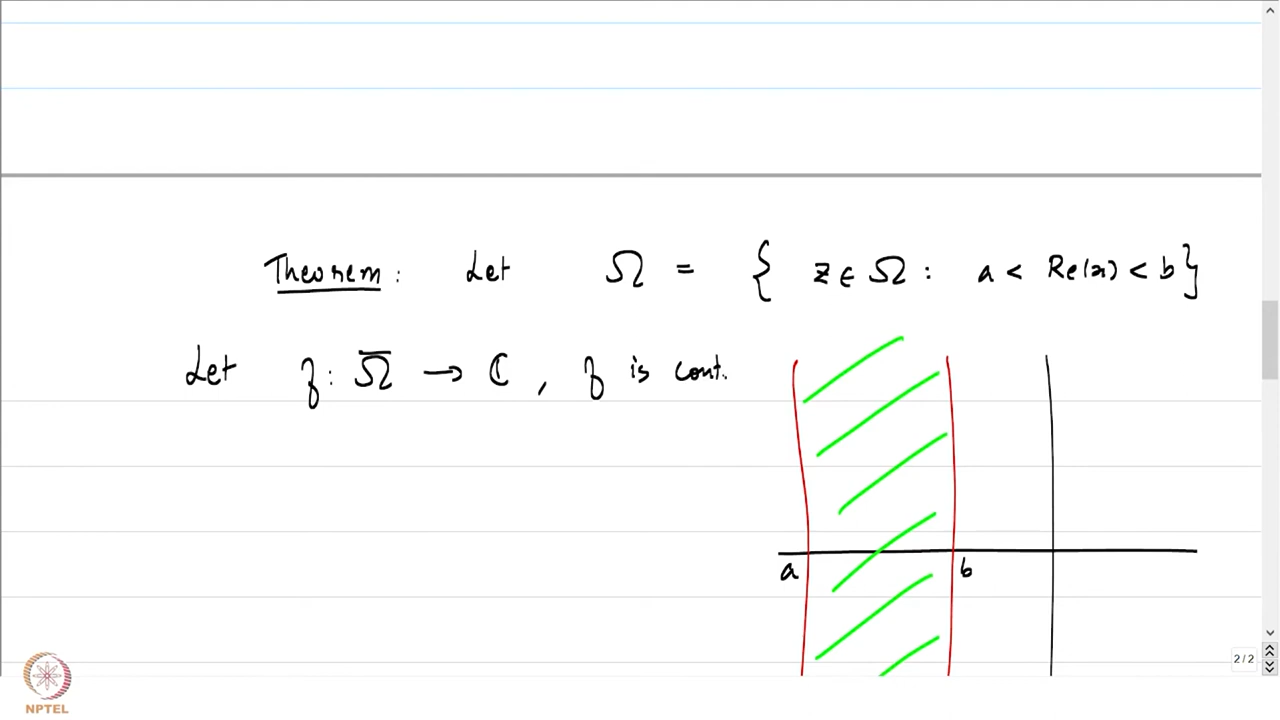 Theorem: Let Ω = { z ∈ Ω : a < Re(z) < b}
Let f : Ω̅ → ℂ , f is cont.
a b
2 / 2
NPTEL